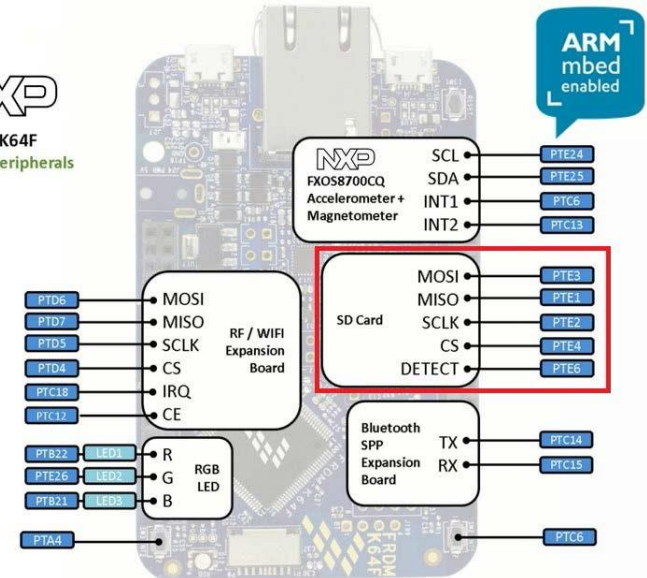 ARM
mbed
enabled
NXP
K64F
eripherals
NXP
FXOS8700CQ
Accelerometer +
Magnetometer
SCL PTE24
SDA PTE25
INT1 PTC6
INT2 PTC13
SD Card
MOSI PTE3
MISO PTE1
SCLK PTE2
CS PTE4
DETECT PTE6
PTD6 MOSI
PTD7 MISO
PTD5 SCLK
PTD4 CS
PTC18 IRQ
PTC12 CE
RF / WIFI
Expansion
Board
Bluetooth
SPP
Expansion
Board
TX PTC14
RX PTC15
PTB22 LED1 R
PTE26 LED2 G
PTB21 LED3 B
RGB
LED
PTA4
PTC6
FRDM
K64F